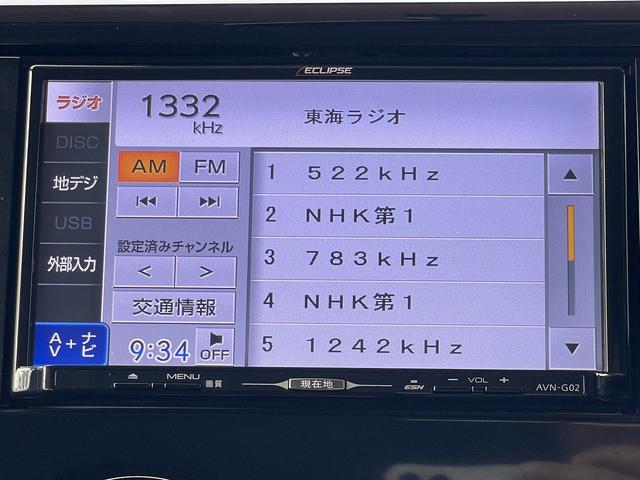 ECLIPSE
ラジオ
1332
kHz
東海ラジオ
DISC
AM FM
1 522kHz
地デジ
2 NHK第1
USB
設定済みチャンネル
3 783kHz
外部入力
< >
4 NHK第1
交通情報
AV+ナビ
9:34
OFF
5 1242kHz
MENU
画質
現在地
ESN
− VOL +
AVN-G02